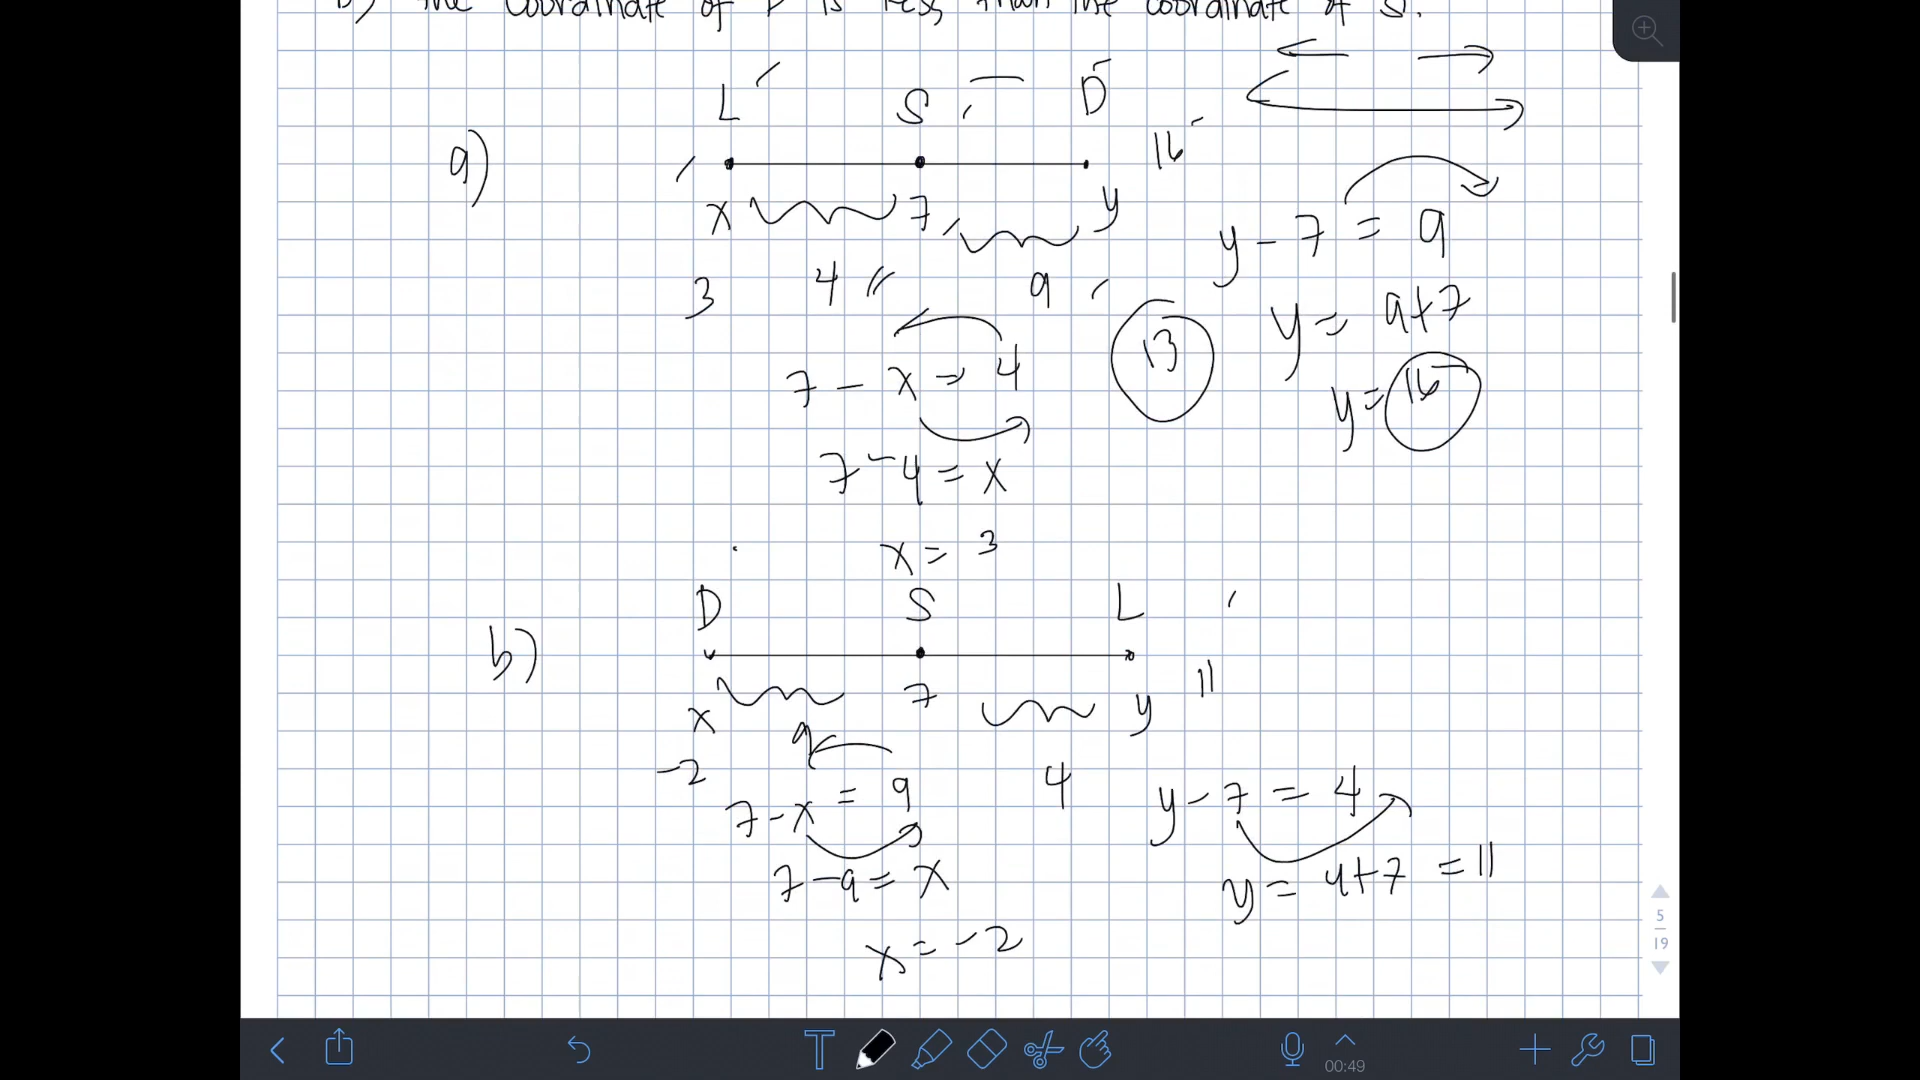 b) the coordinate of D is less than the coordinate of S.
a)
L S D
16
x 7 y
3 4 9
7 - x = 4
7 - 4 = x
x = 3
13
y - 7 = 9
y = 9+7
y = 16
b)
D S L
x 7 y 11
9
-2 4
7 - x = 9
7 - 9 = x
x = -2
y - 7 = 4
y = 4+7 = 11
5
19
T
00:49